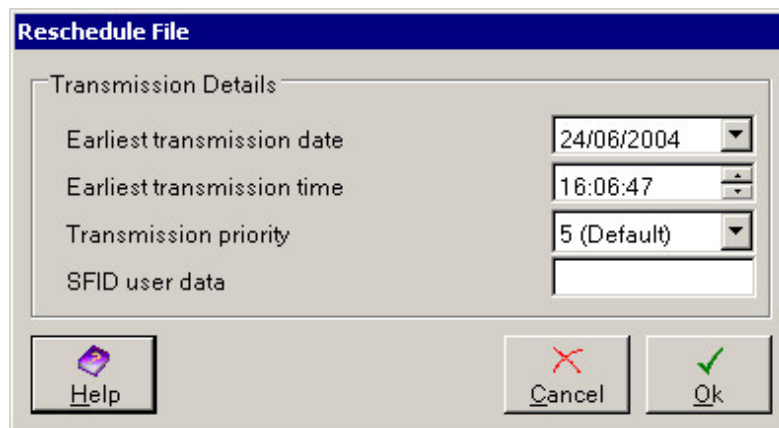 Reschedule File
Transmission Details
Earliest transmission date 24/06/2004
Earliest transmission time 16:06:47
Transmission priority 5 (Default)
SFID user data
Help Cancel Ok